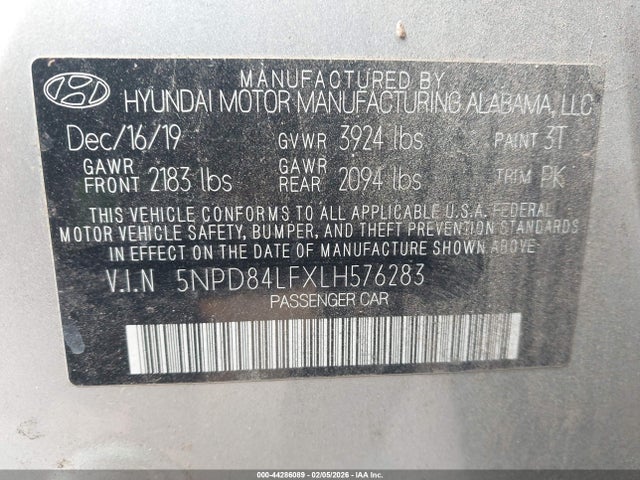 MANUFACTURED BY
HYUNDAI MOTOR MANUFACTURING ALABAMA, LLC
Dec/16/19 GVWR 3924 lbs PAINT 3T
GAWR FRONT 2183 lbs GAWR REAR 2094 lbs TRIM PK
THIS VEHICLE CONFORMS TO ALL APPLICABLE U.S.A. FEDERAL
MOTOR VEHICLE SAFETY, BUMPER, AND THEFT PREVENTION STANDARDS
IN EFFECT ON THE DATE OF MANUFACTURE SHOWN ABOVE.
V.I.N 5NPD84LFXLH576283
PASSENGER CAR
000-44286089 - 02/05/2026 - IAAI.COM